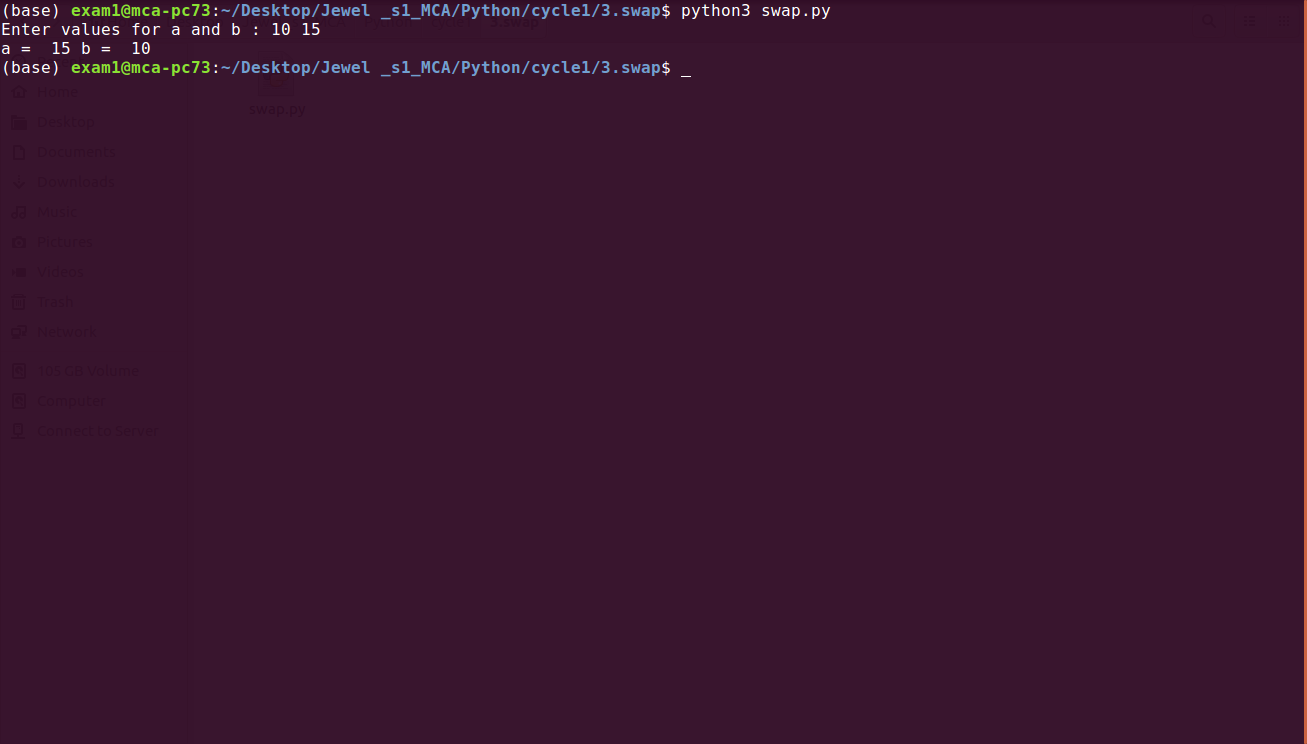 (base) exam1@mca-pc73:~/Desktop/Jewel _s1_MCA/Python/cycle1/3.swap$ python3 swap.py
Enter values for a and b : 10 15
a =  15 b =  10
(base) exam1@mca-pc73:~/Desktop/Jewel _s1_MCA/Python/cycle1/3.swap$ _
Home
swap.py
Desktop
Documents
Downloads
Music
Pictures
Videos
Trash
Network
105 GB Volume
Computer
Connect to Server